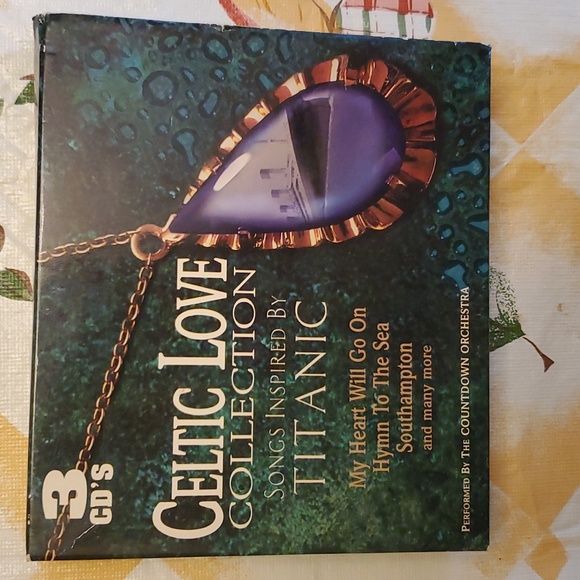 3
CD'S
CELTIC LOVE
COLLECTION
SONGS INSPIRED BY
TITANIC
My Heart Will Go On
Hymn To The Sea
Southampton
and many more
PERFORMED BY THE COUNTDOWN ORCHESTRA